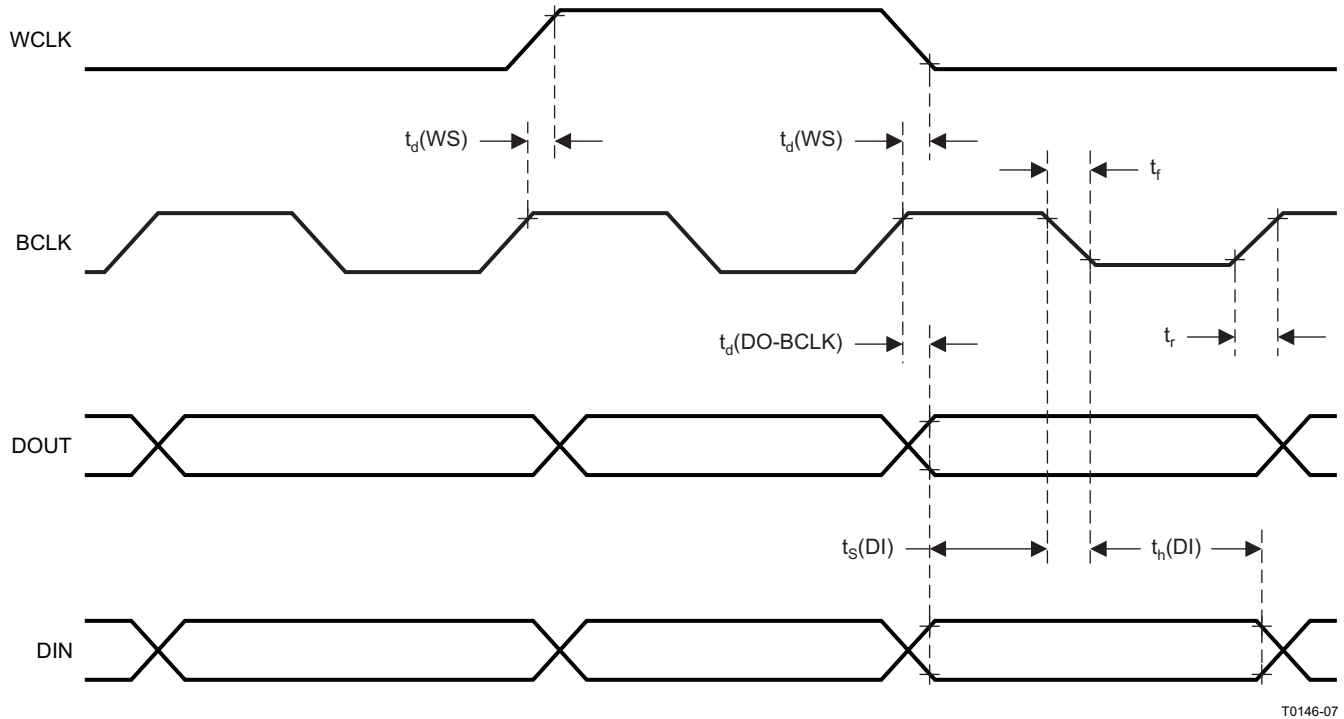 WCLK
t_d(WS) t_d(WS)
t_f
BCLK
t_d(DO-BCLK) t_r
DOUT
t_S(DI) t_h(DI)
DIN
T0146-07